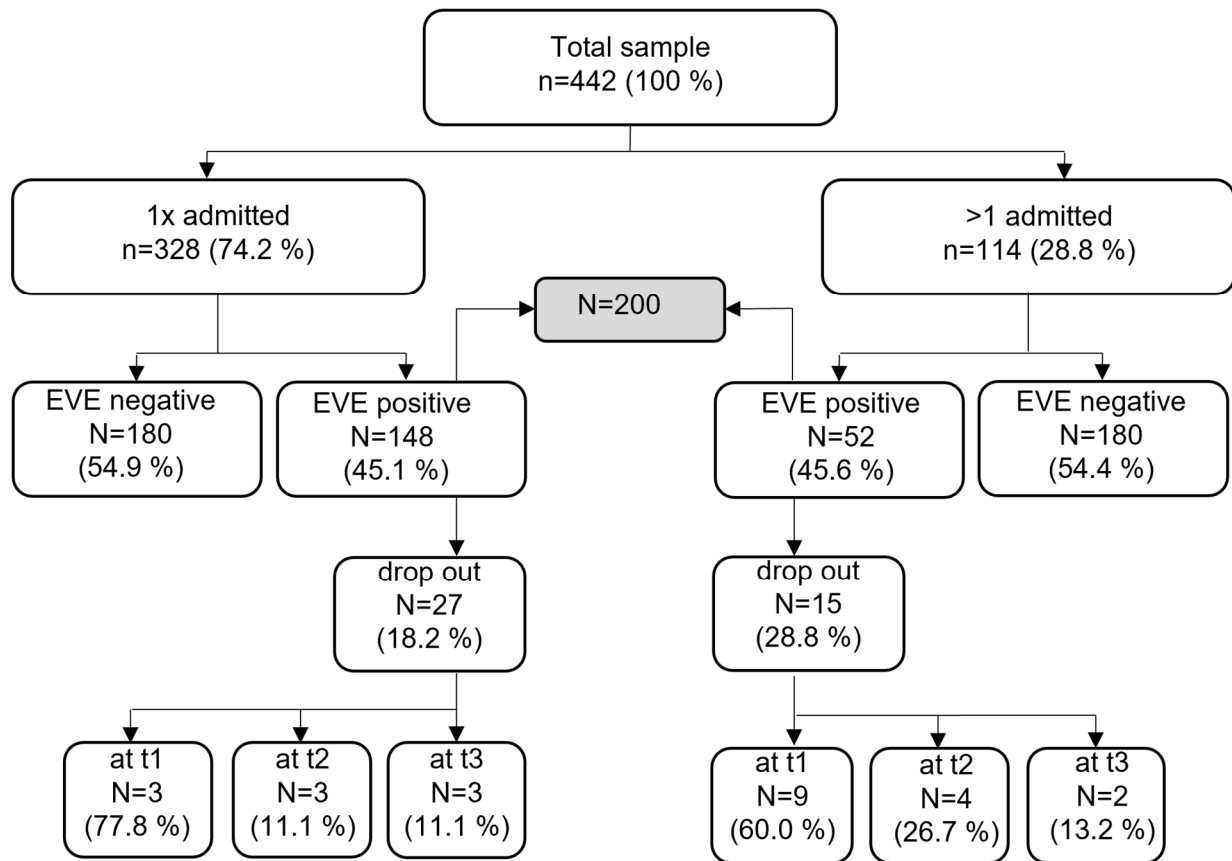 Total sample
n=442 (100 %)
1x admitted
n=328 (74.2 %)
>1 admitted
n=114 (28.8 %)
N=200
EVE negative
N=180
(54.9 %)
EVE positive
N=148
(45.1 %)
EVE positive
N=52
(45.6 %)
EVE negative
N=180
(54.4 %)
drop out
N=27
(18.2 %)
drop out
N=15
(28.8 %)
at t1
N=3
(77.8 %)
at t2
N=3
(11.1 %)
at t3
N=3
(11.1 %)
at t1
N=9
(60.0 %)
at t2
N=4
(26.7 %)
at t3
N=2
(13.2 %)